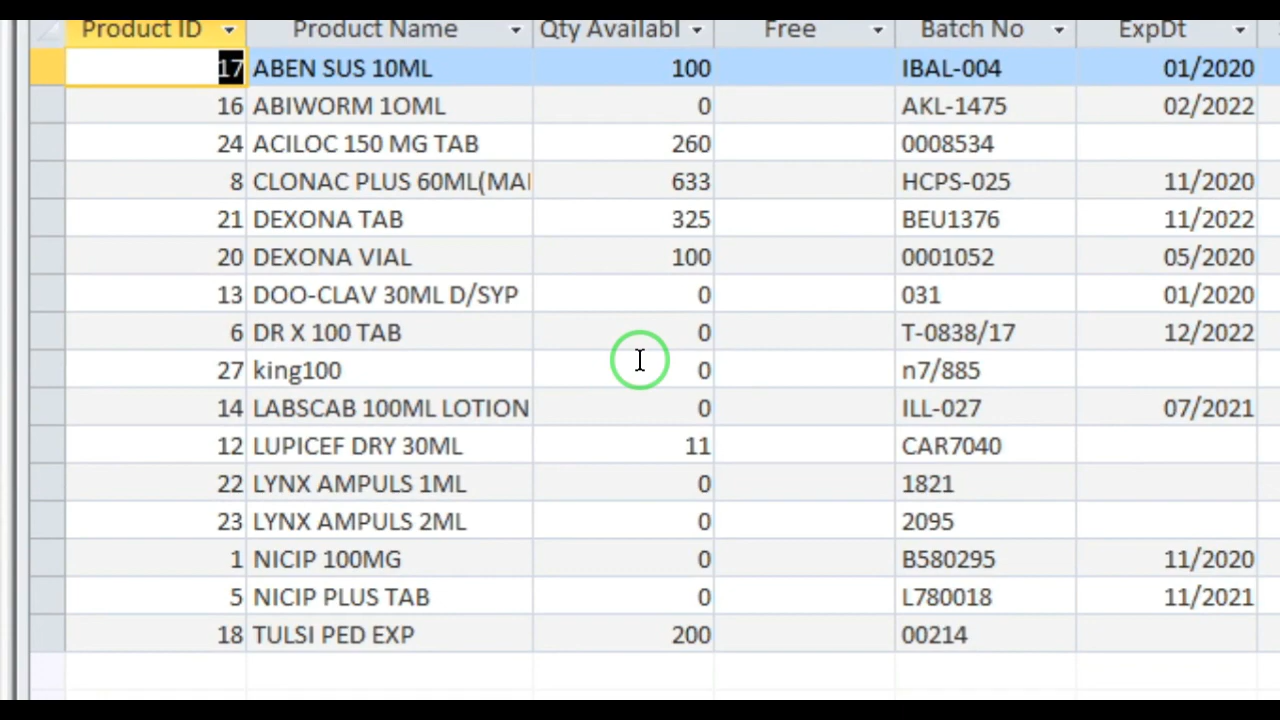 Product ID Product Name Qty Availabl Free Batch No ExpDt
17 ABEN SUS 10ML 100 IBAL-004 01/2020
16 ABIWORM 1OML 0 AKL-1475 02/2022
24 ACILOC 150 MG TAB 260 0008534
8 CLONAC PLUS 60ML(MAI 633 HCPS-025 11/2020
21 DEXONA TAB 325 BEU1376 11/2022
20 DEXONA VIAL 100 0001052 05/2020
13 DOO-CLAV 30ML D/SYP 0 031 01/2020
6 DR X 100 TAB 0 T-0838/17 12/2022
27 king100 0 n7/885
14 LABSCAB 100ML LOTION 0 ILL-027 07/2021
12 LUPICEF DRY 30ML 11 CAR7040
22 LYNX AMPULS 1ML 0 1821
23 LYNX AMPULS 2ML 0 2095
1 NICIP 100MG 0 B580295 11/2020
5 NICIP PLUS TAB 0 L780018 11/2021
18 TULSI PED EXP 200 00214